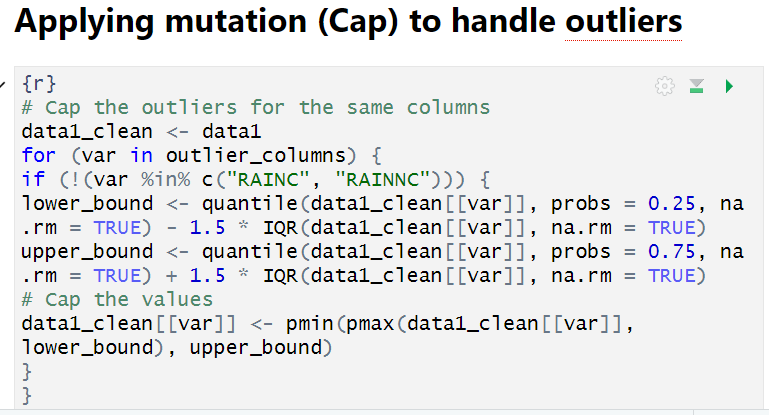 Applying mutation (Cap) to handle outliers
{r}
# Cap the outliers for the same columns
data1_clean <- data1
for (var in outlier_columns) {
if (!(var %in% c("RAINC", "RAINNC"))) {
lower_bound <- quantile(data1_clean[[var]], probs = 0.25, na
.rm = TRUE) - 1.5 * IQR(data1_clean[[var]], na.rm = TRUE)
upper_bound <- quantile(data1_clean[[var]], probs = 0.75, na
.rm = TRUE) + 1.5 * IQR(data1_clean[[var]], na.rm = TRUE)
# Cap the values
data1_clean[[var]] <- pmin(pmax(data1_clean[[var]],
lower_bound), upper_bound)
}
}